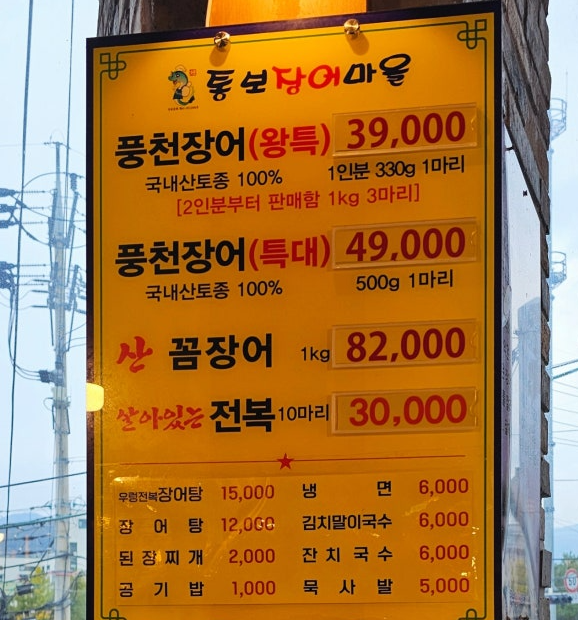 통보장어마을
풍천장어(왕특) 39,000
국내산토종 100% 1인분 330g 1마리
[2인분부터 판매함 1kg 3마리]
풍천장어(특대) 49,000
국내산토종 100% 500g 1마리
산 꼼장어 1kg 82,000
살아있는 전복 10마리 30,000
우렁전복장어탕 15,000 냉면 6,000
장어탕 12,000 김치말이국수 6,000
된장찌개 2,000 잔치국수 6,000
공기밥 1,000 묵사발 5,000